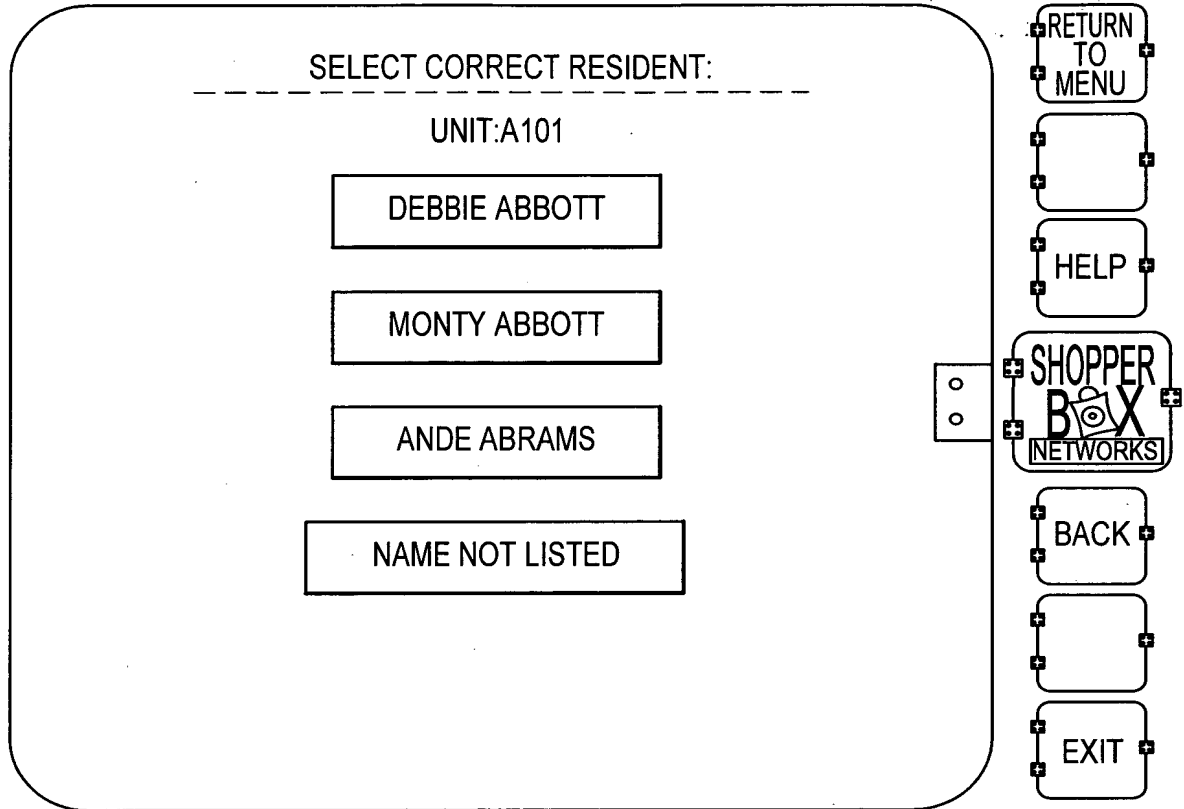 SELECT CORRECT RESIDENT:
UNIT:A101
DEBBIE ABBOTT
MONTY ABBOTT
ANDE ABRAMS
NAME NOT LISTED
RETURN
TO
MENU
HELP
SHOPPER
BOX
NETWORKS
BACK
EXIT